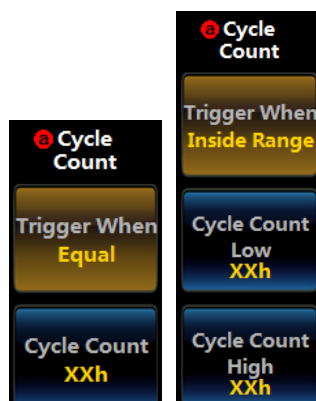 a Cycle
Count
Trigger When
Equal
Cycle Count
XXh
a Cycle
Count
Trigger When
Inside Range
Cycle Count
Low
XXh
Cycle Count
High
XXh